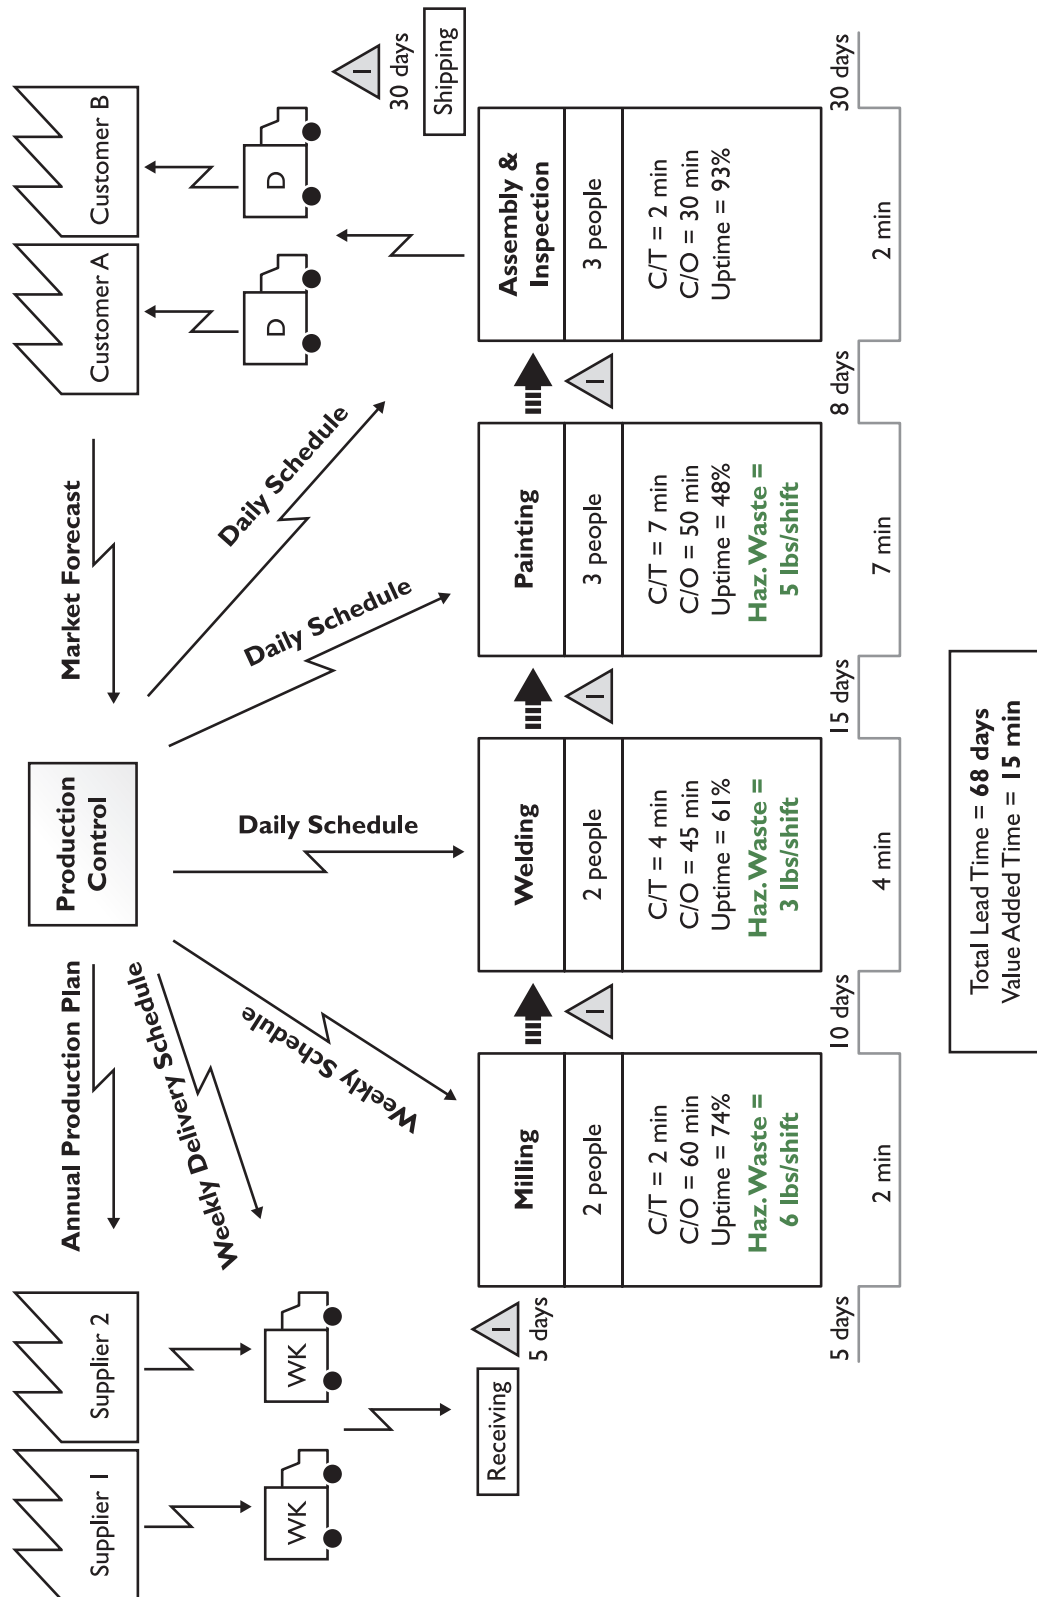 Supplier 1
Supplier 2
Annual Production Plan
Production
Control
Market Forecast
Customer A
Customer B
WK
WK
Weekly Delivery Schedule
Weekly Schedule
Daily Schedule
Daily Schedule
Daily Schedule
D
D
I
30 days
Shipping
Receiving
I
5 days
Milling
2 people
C/T = 2 min
C/O = 60 min
Uptime = 74%
Haz. Waste =
6 lbs/shift
I
Welding
2 people
C/T = 4 min
C/O = 45 min
Uptime = 61%
Haz. Waste =
3 lbs/shift
I
Painting
3 people
C/T = 7 min
C/O = 50 min
Uptime = 48%
Haz. Waste =
5 lbs/shift
I
Assembly &
Inspection
3 people
C/T = 2 min
C/O = 30 min
Uptime = 93%
5 days
2 min
10 days
4 min
15 days
7 min
8 days
2 min
30 days
Total Lead Time = 68 days
Value Added Time = 15 min